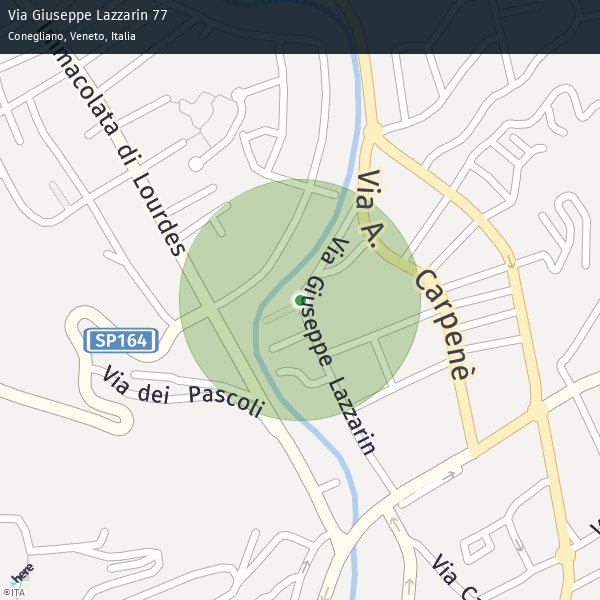 Via Giuseppe Lazzarin 77
Conegliano, Veneto, Italia
Immacolata di Lourdes
Via A. Carpenè
Via Giuseppe Lazzarin
SP164
Via dei Pascoli
Via
here
©ITA